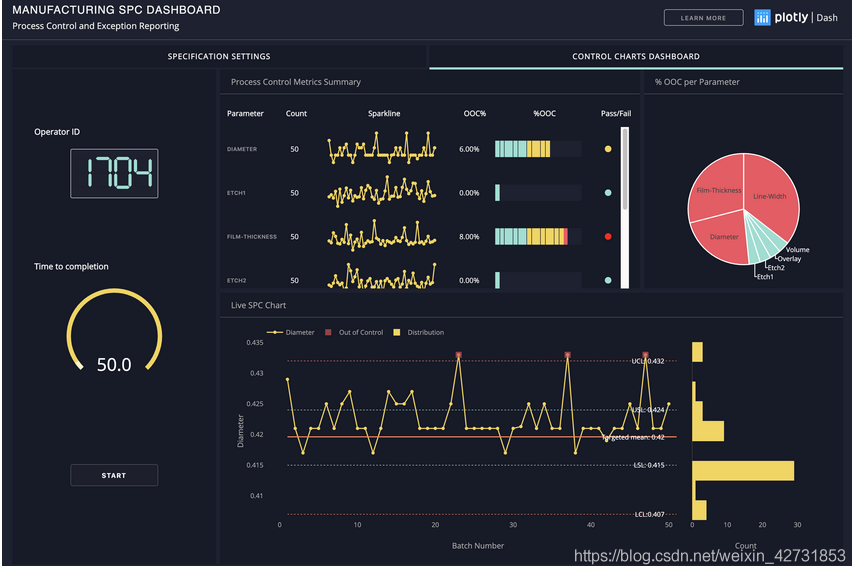 MANUFACTURING SPC DASHBOARD
Process Control and Exception Reporting
LEARN MORE
plotly | Dash
SPECIFICATION SETTINGS
CONTROL CHARTS DASHBOARD
Operator ID
1704
Time to completion
50.0
START
Process Control Metrics Summary
Parameter Count Sparkline OOC% %OOC Pass/Fail
DIAMETER 50 6.00%
ETCH1 50 0.00%
FILM-THICKNESS 50 8.00%
ETCH2 50 0.00%
% OOC per Parameter
Film-Thickness
Line-Width
Diameter
Volume
Overlay
Etch2
Etch1
Live SPC Chart
Diameter Out of Control Distribution
0.435
0.43
0.425
0.42
0.415
0.41
Diameter
UCL:0.432
USL:0.424
Targeted mean: 0.42
LSL:0.415
LCL:0.407
0 10 20 30 40 50
Batch Number
0 10 20 30
Count
https://blog.csdn.net/weixin_42731853